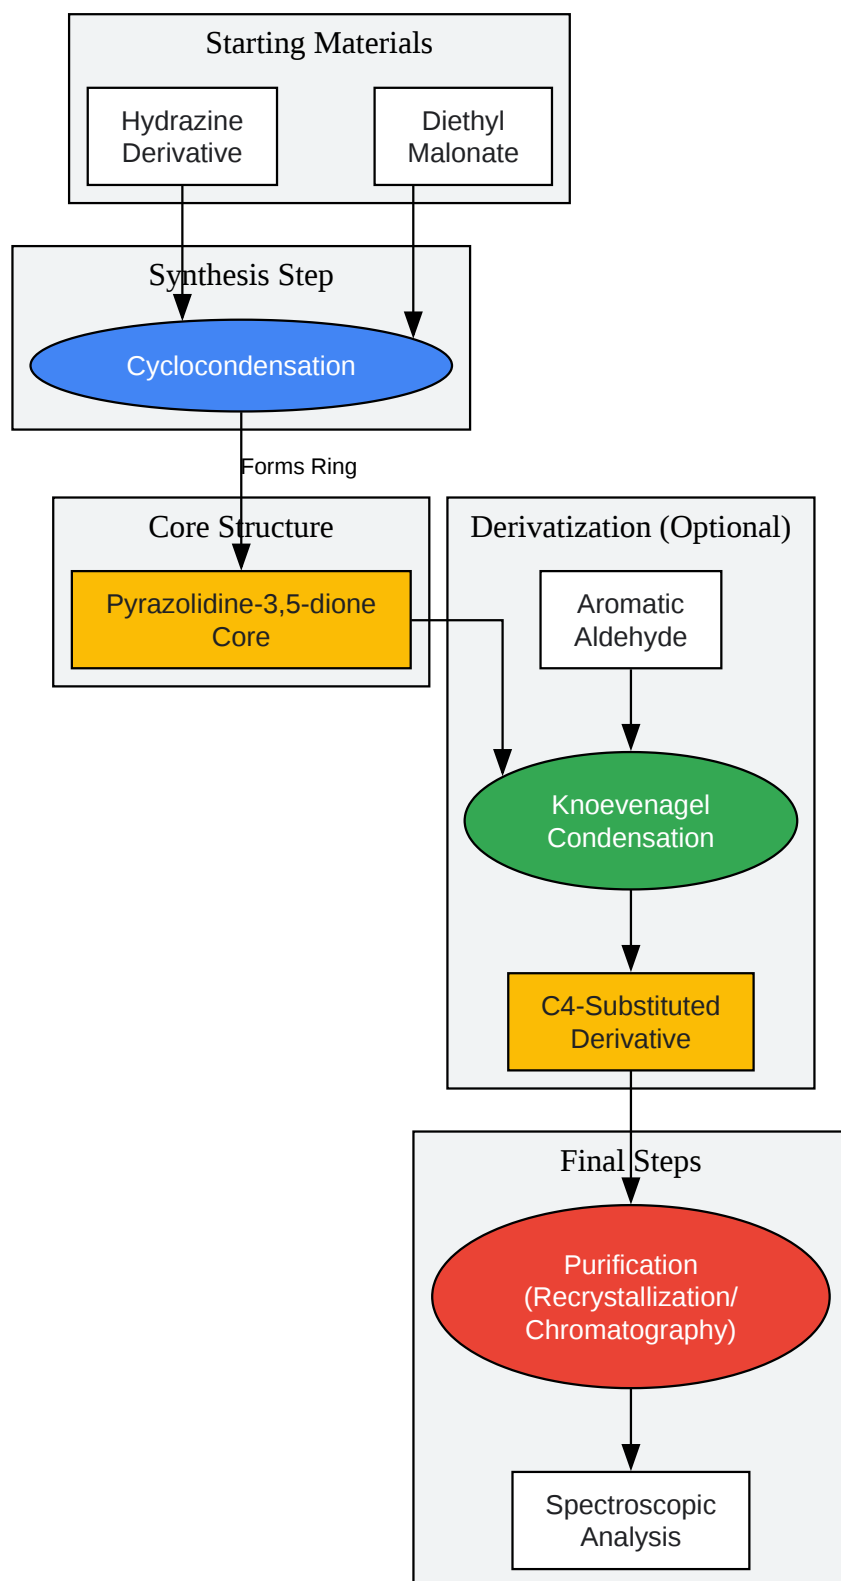 Starting Materials
Hydrazine
Derivative
Diethyl
Malonate
Synthesis Step
Cyclocondensation
Forms Ring
Core Structure
Pyrazolidine-3,5-dione
Core
Derivatization (Optional)
Aromatic
Aldehyde
Knoevenagel
Condensation
C4-Substituted
Derivative
Final Steps
Purification
(Recrystallization/
Chromatography)
Spectroscopic
Analysis